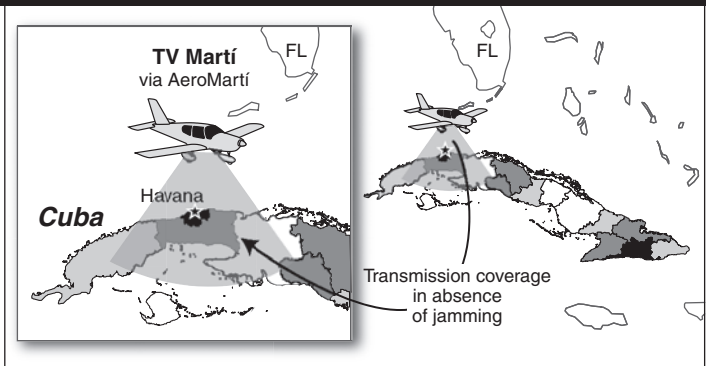 FL
TV Martí
via AeroMartí
Havana
Cuba
FL
Transmission coverage
in absence
of jamming